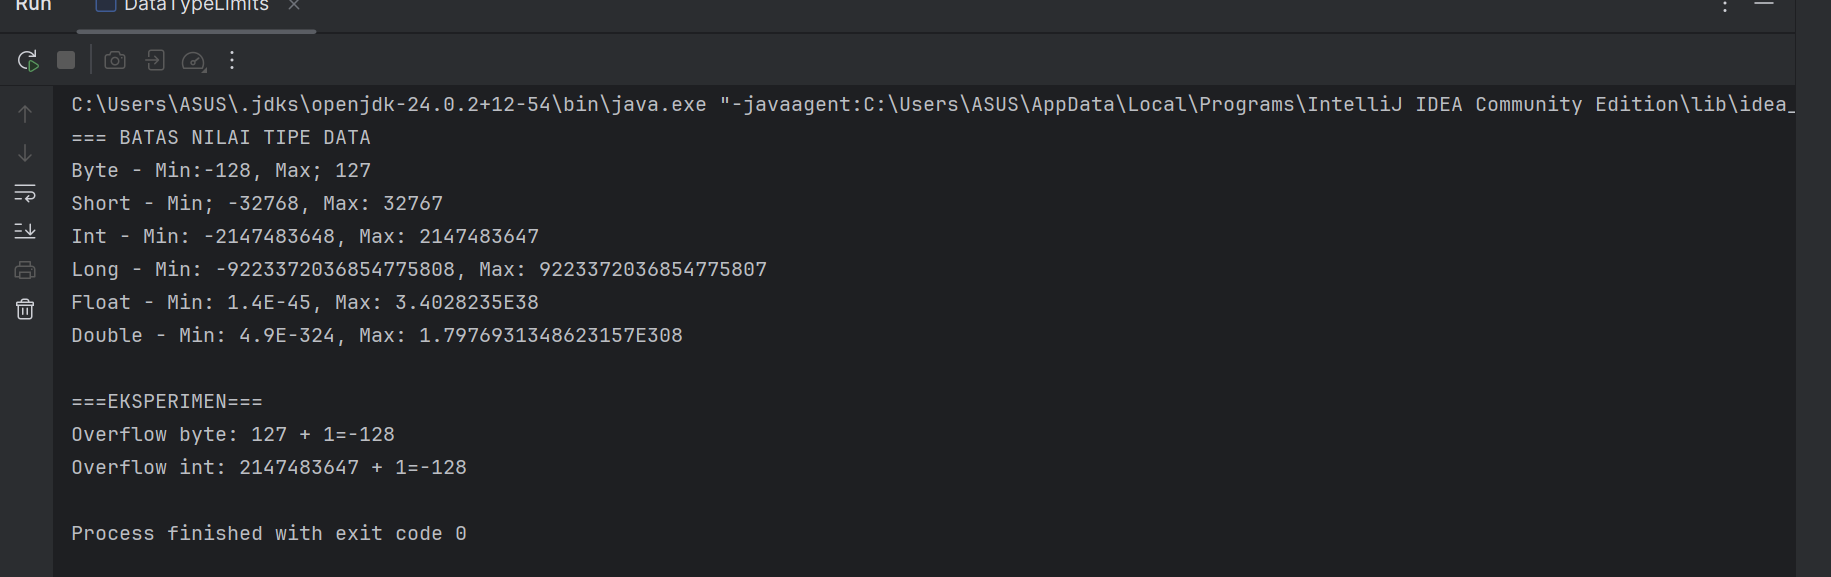 Run DataTypeLimits
C:\Users\ASUS\.jdks\openjdk-24.0.2+12-54\bin\java.exe "-javaagent:C:\Users\ASUS\AppData\Local\Programs\IntelliJ IDEA Community Edition\lib\idea_
=== BATAS NILAI TIPE DATA
Byte - Min:-128, Max; 127
Short - Min; -32768, Max: 32767
Int - Min: -2147483648, Max: 2147483647
Long - Min: -9223372036854775808, Max: 9223372036854775807
Float - Min: 1.4E-45, Max: 3.4028235E38
Double - Min: 4.9E-324, Max: 1.7976931348623157E308
===EKSPERIMEN===
Overflow byte: 127 + 1=-128
Overflow int: 2147483647 + 1=-128
Process finished with exit code 0